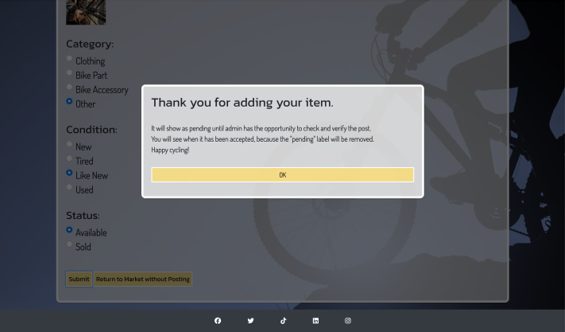 Category:
Clothing
Bike Part
Bike Accessory
Other
Condition:
New
Tired
Like New
Used
Status:
Available
Sold
Submit Return to Market without Posting
Thank you for adding your item.
It will show as pending until admin has the opportunity to check and verify the post.
You will see when it has been accepted, because the "pending" label will be removed.
Happy cycling!
OK